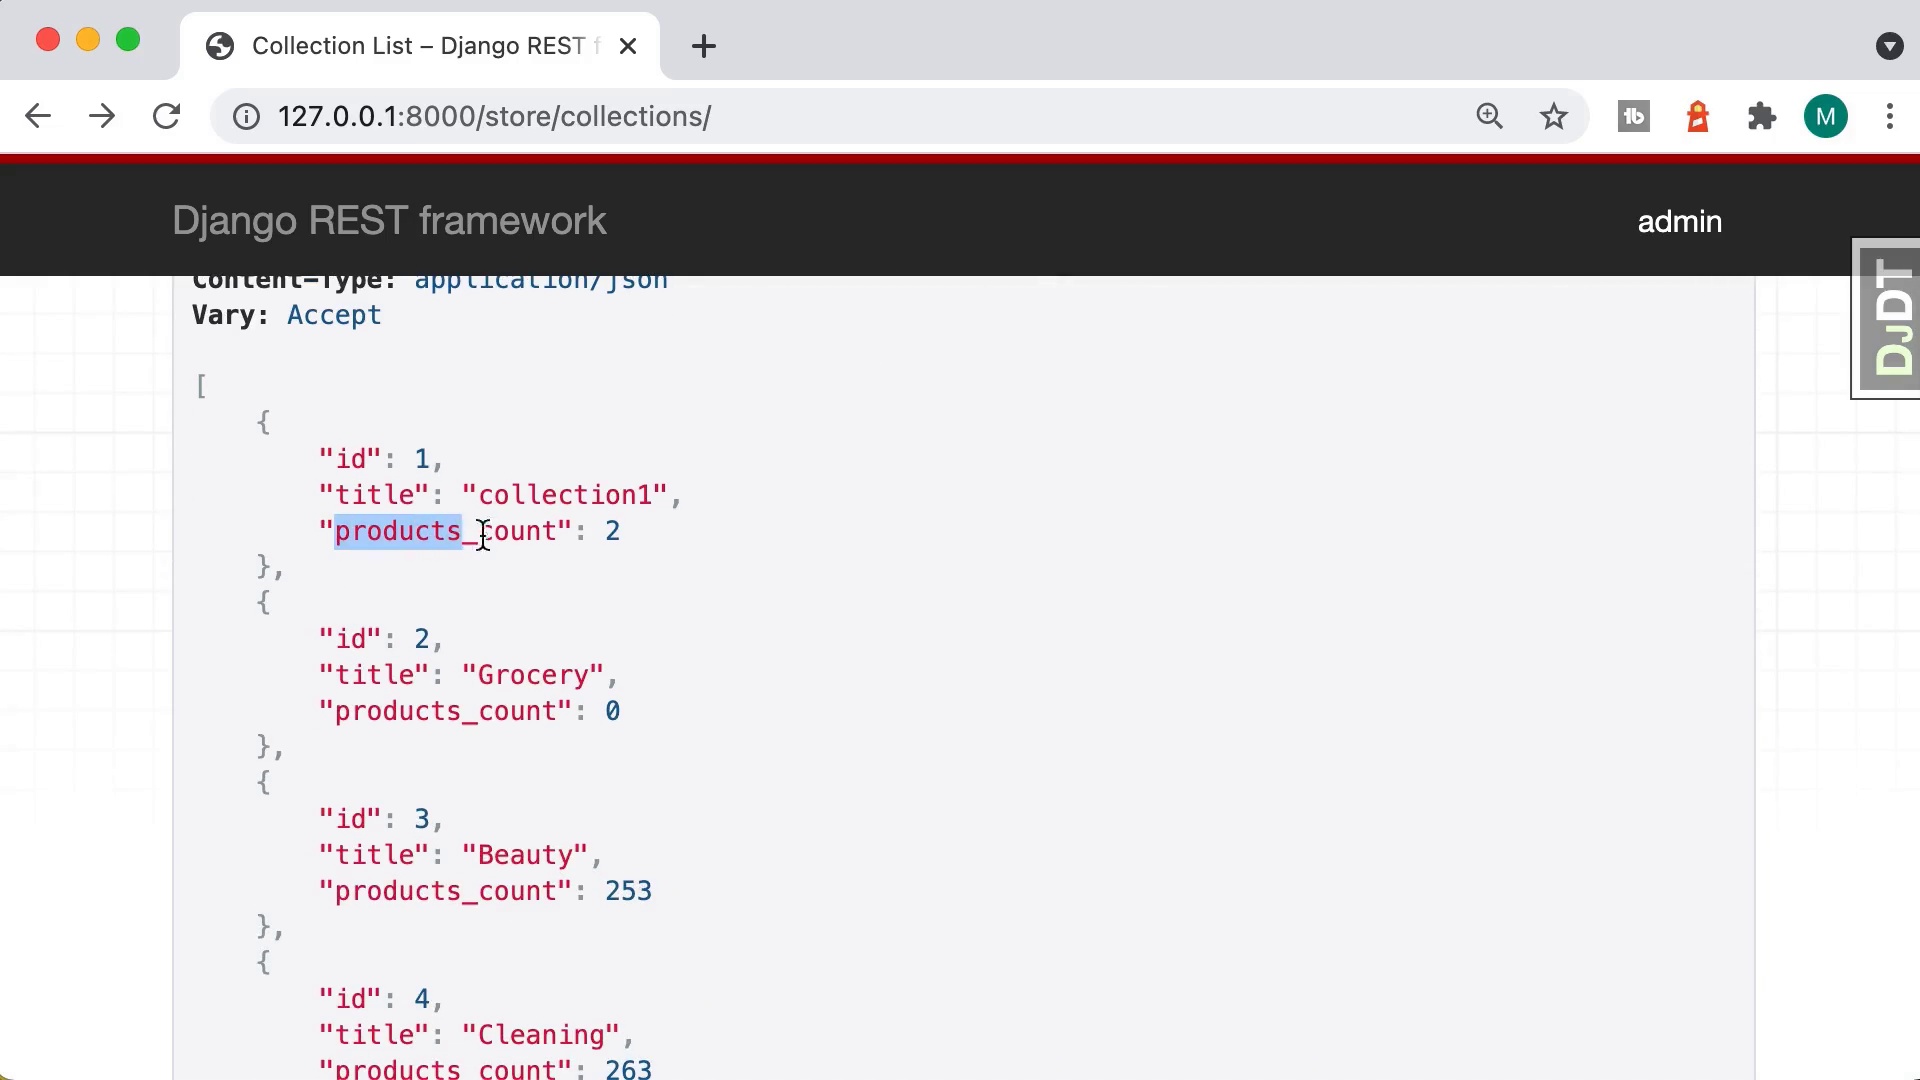 Collection List – Django REST f
127.0.0.1:8000/store/collections/
M
Django REST framework
admin
DJDT
Content-Type: application/json
Vary: Accept
[
{
"id": 1,
"title": "collection1",
"products_count": 2
},
{
"id": 2,
"title": "Grocery",
"products_count": 0
},
{
"id": 3,
"title": "Beauty",
"products_count": 253
},
{
"id": 4,
"title": "Cleaning",
"products_count": 263